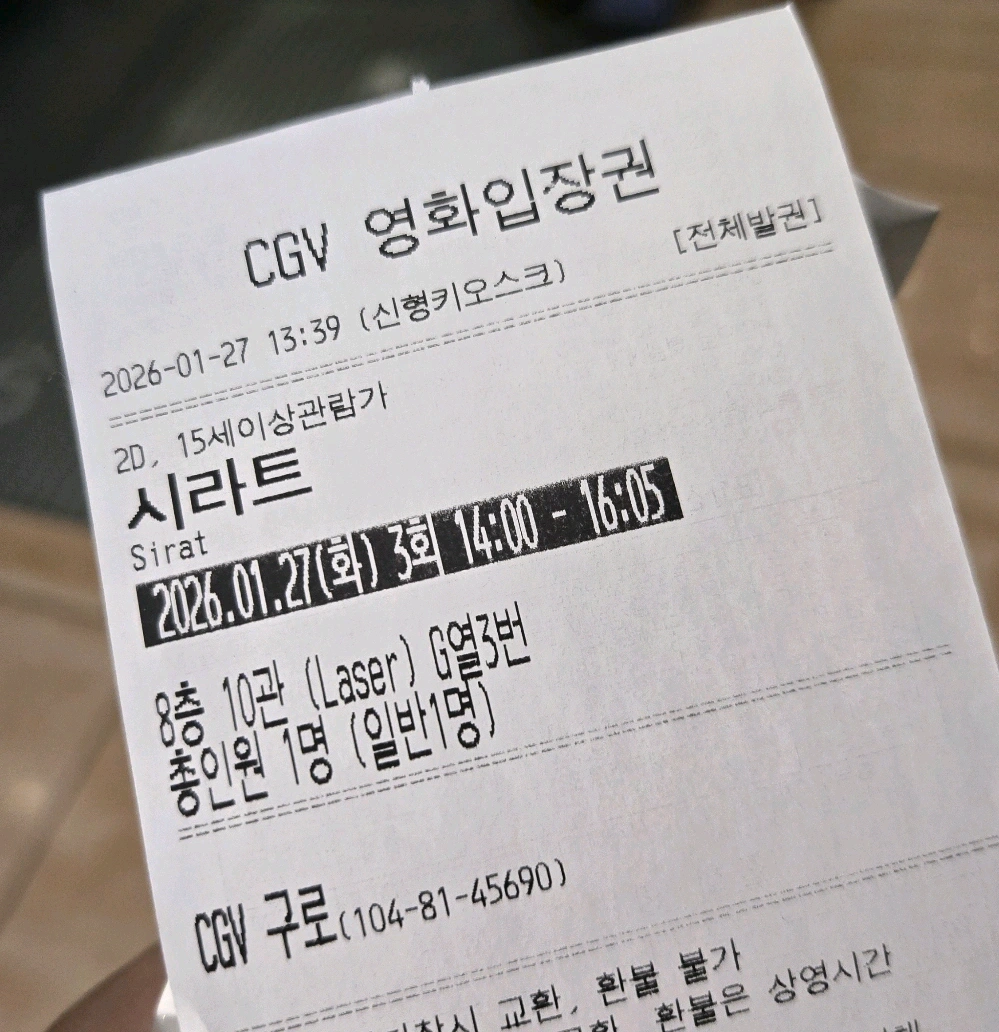 CGV 영화입장권
[전체발권]
2026-01-27 13:39 (신형키오스크)
2D, 15세이상관람가
시라트
Sirat
2026.01.27(화) 3회 14:00 - 16:05
8층 10관 (Laser) G열3번
총인원 1명 (일반1명)
CGV 구로(104-81-45690)
교환, 환불 불가
환불은 상영시간